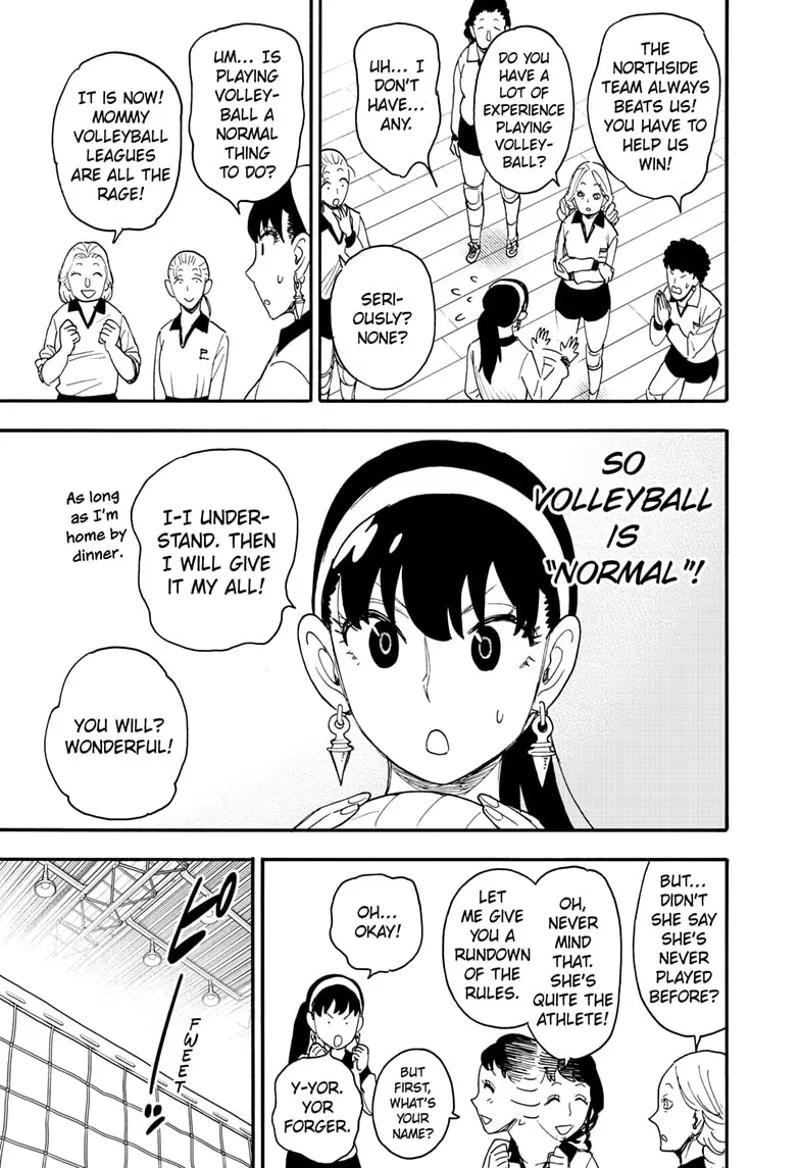 THE
NORTHSIDE
TEAM ALWAYS
BEATS US!
YOU HAVE TO
HELP US
WIN!
DO YOU
HAVE A
LOT OF
EXPERIENCE
PLAYING
VOLLEY-
BALL?
UH... I
DON'T
HAVE...
ANY.
SERI-
OUSLY?
NONE?
UM... IS
PLAYING
VOLLEY-
BALL A
NORMAL
THING
TO DO?
IT IS NOW!
MOMMY
VOLLEYBALL
LEAGUES
ARE ALL THE
RAGE!
P
SO
VOLLEYBALL
IS
"NORMAL"!
I-I UNDER-
STAND. THEN
I WILL GIVE
IT MY ALL!
As long
as I'm
home by
dinner.
YOU WILL?
WONDERFUL!
BUT...
DIDN'T
SHE SAY
SHE'S
NEVER
PLAYED
BEFORE?
OH,
NEVER
MIND
THAT.
SHE'S
QUITE THE
ATHLETE!
LET
ME GIVE
YOU A
RUNDOWN
OF THE
RULES.
OH...
OKAY!
BUT
FIRST,
WHAT'S
YOUR
NAME?
Y-YOR.
YOR
FORGER.
ピーッ
FWEET